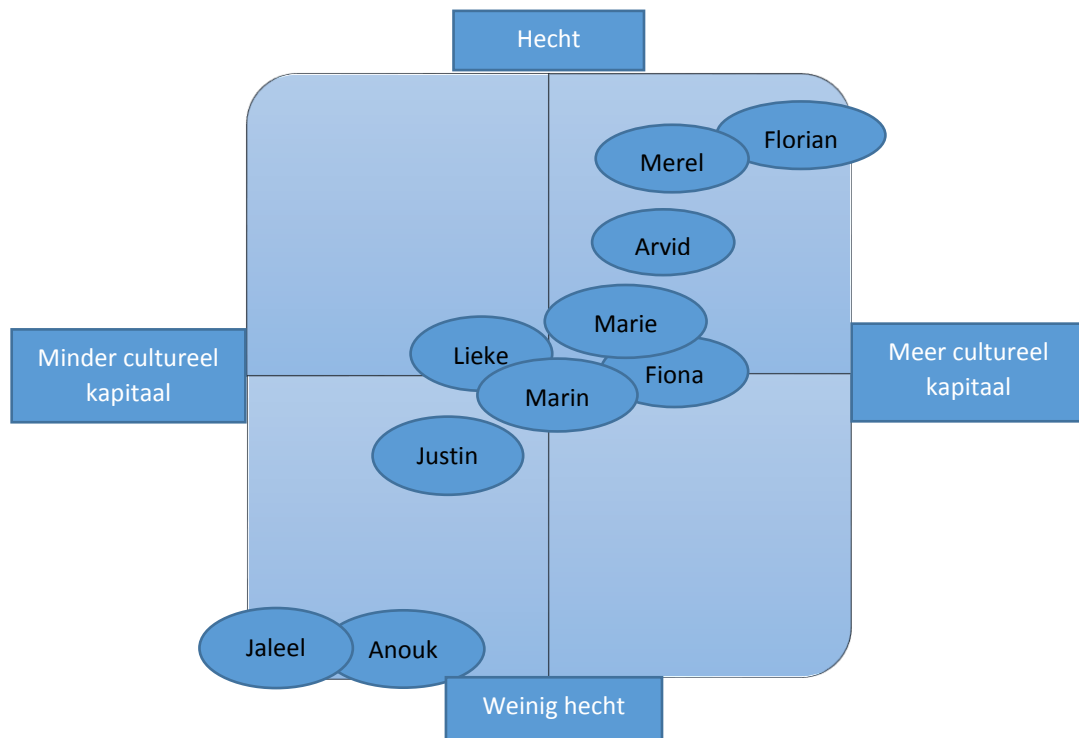 Hecht
Florian
Merel
Arvid
Marie
Lieke
Minder cultureel
kapitaal
Meer cultureel
kapitaal
Fiona
Marin
Justin
Jaleel
Anouk
Weinig hecht